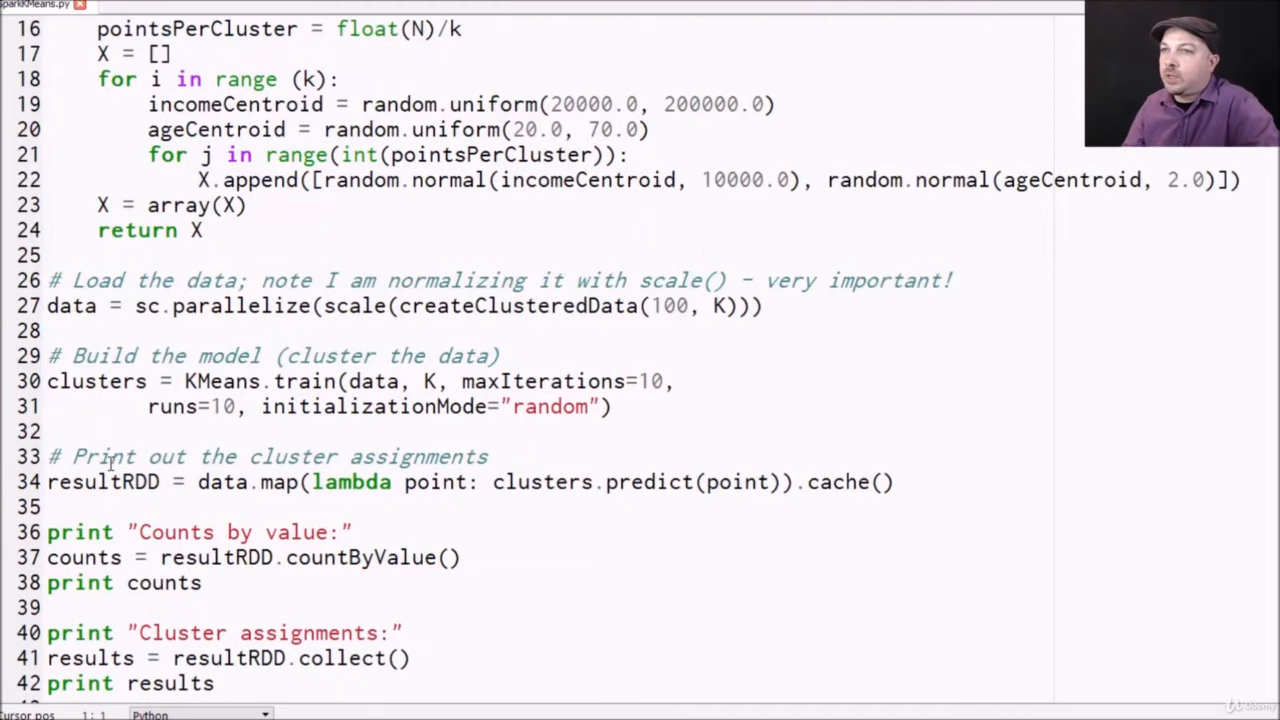 SparkKMeans.py
16 pointsPerCluster = float(N)/k
17 X = []
18 for i in range (k):
19 incomeCentroid = random.uniform(20000.0, 200000.0)
20 ageCentroid = random.uniform(20.0, 70.0)
21 for j in range(int(pointsPerCluster)):
22 X.append([random.normal(incomeCentroid, 10000.0), random.normal(ageCentroid, 2.0)])
23 X = array(X)
24 return X
25
26 # Load the data; note I am normalizing it with scale() - very important!
27 data = sc.parallelize(scale(createClusteredData(100, K)))
28
29 # Build the model (cluster the data)
30 clusters = KMeans.train(data, K, maxIterations=10,
31 runs=10, initializationMode="random")
32
33 # Print out the cluster assignments
34 resultRDD = data.map(lambda point: clusters.predict(point)).cache()
35
36 print "Counts by value:"
37 counts = resultRDD.countByValue()
38 print counts
39
40 print "Cluster assignments:"
41 results = resultRDD.collect()
42 print results
Cursor pos 1: 1 Python
Udemy